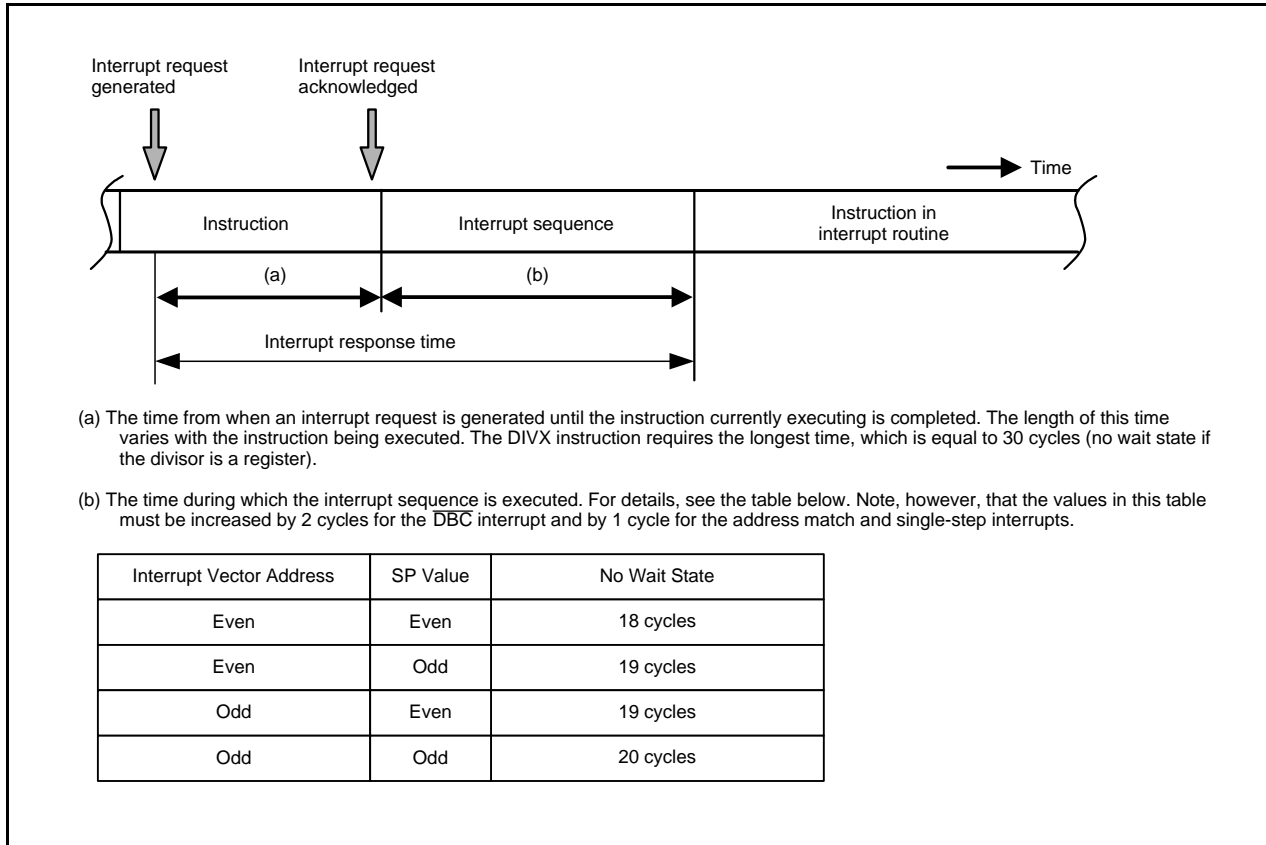 Interrupt request
generated
Interrupt request
acknowledged
Time
Instruction
Interrupt sequence
Instruction in
interrupt routine
(a)
(b)
Interrupt response time
(a) The time from when an interrupt request is generated until the instruction currently executing is completed. The length of this time
varies with the instruction being executed. The DIVX instruction requires the longest time, which is equal to 30 cycles (no wait state if
the divisor is a register).
(b) The time during which the interrupt sequence is executed. For details, see the table below. Note, however, that the values in this table
must be increased by 2 cycles for the DBC interrupt and by 1 cycle for the address match and single-step interrupts.
Interrupt Vector Address SP Value No Wait State
Even Even 18 cycles
Even Odd 19 cycles
Odd Even 19 cycles
Odd Odd 20 cycles